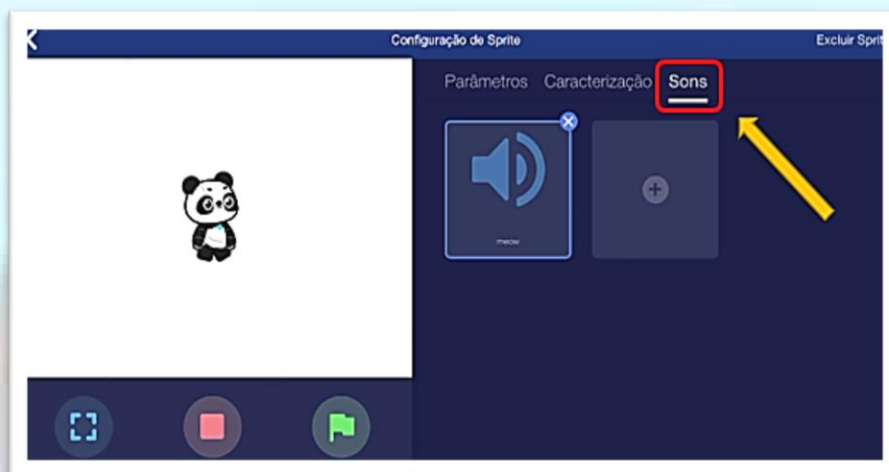 Configuração de Sprite
Excluir Sprit
Parâmetros Caracterização Sons
meow